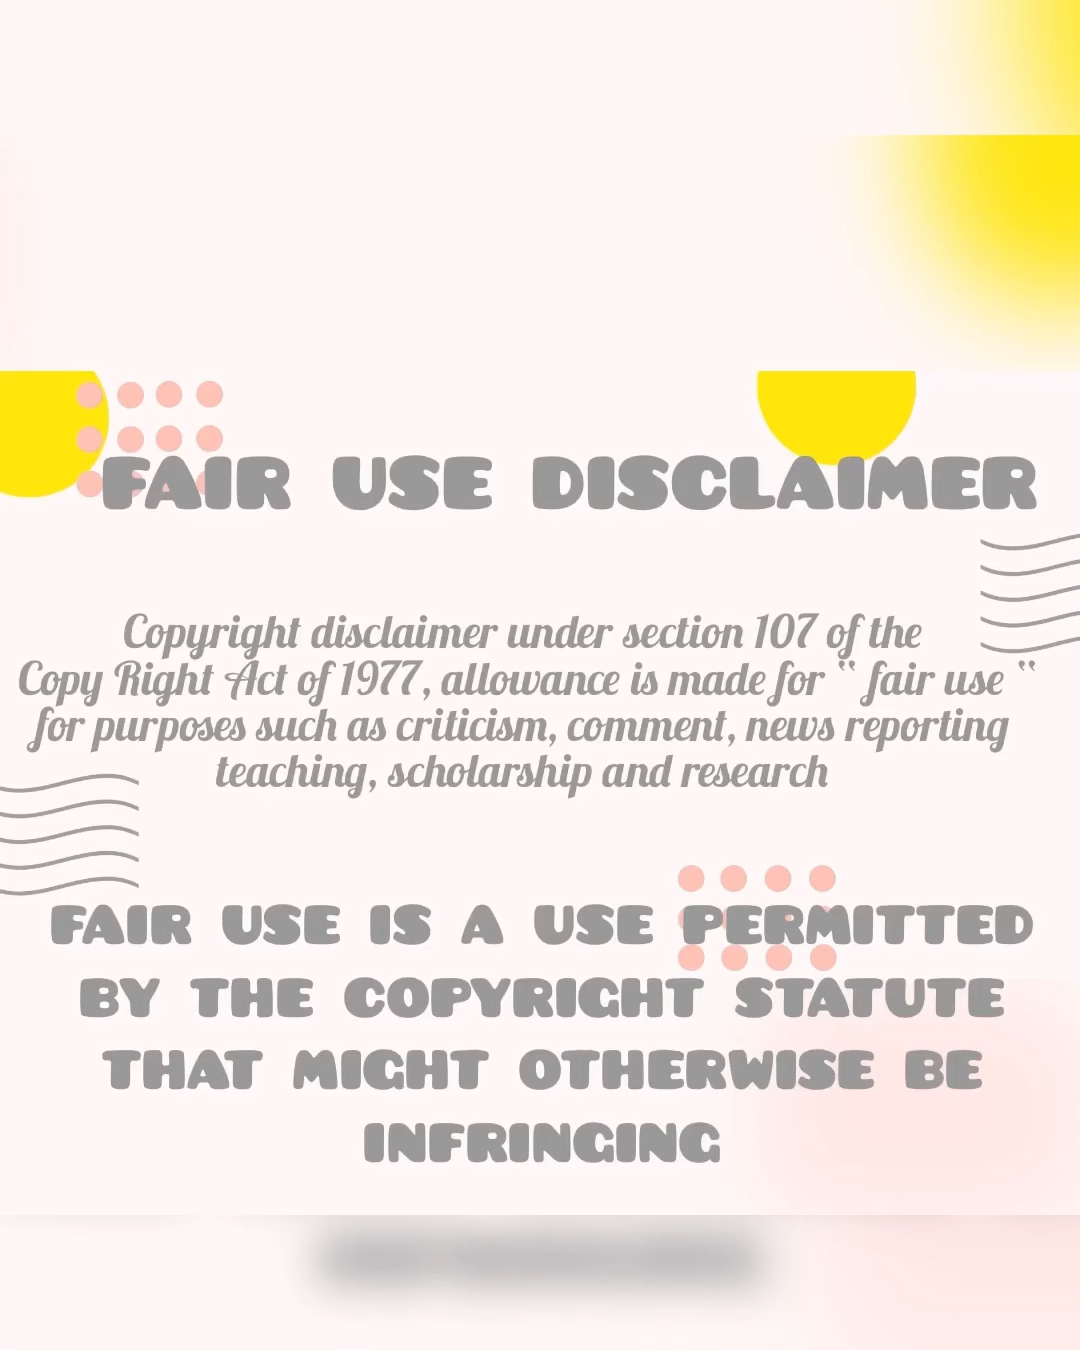 FAIR USE DISCLAIMER
Copyright disclaimer under section 107 of the
Copy Right Act of 1977, allowance is made for “ fair use “
for purposes such as criticism, comment, news reporting
teaching, scholarship and research
FAIR USE IS A USE PERMITTED
BY THE COPYRIGHT STATUTE
THAT MIGHT OTHERWISE BE
INFRINGING